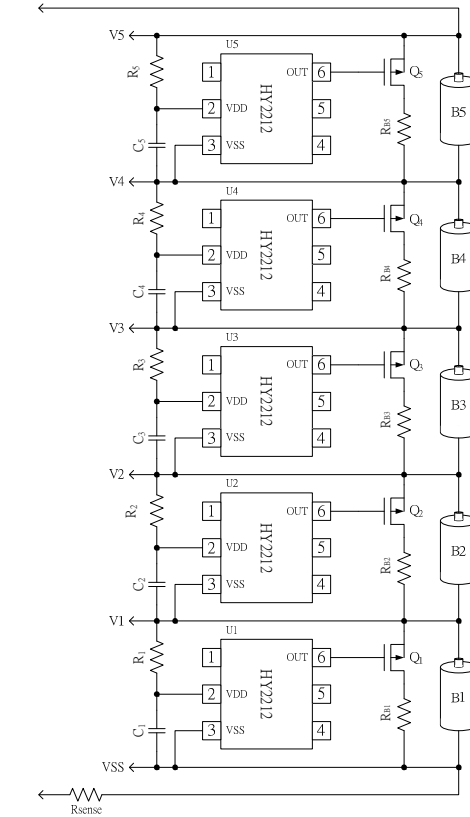 V5
U5
R5
1
OUT
6
Q5
HY2212
2
VDD
5
RB5
B5
C5
3
VSS
4
V4
U4
R4
1
OUT
6
Q4
HY2212
2
VDD
5
RB4
B4
C4
3
VSS
4
V3
U3
R3
1
OUT
6
Q3
HY2212
2
VDD
5
RB3
B3
C3
3
VSS
4
V2
U2
R2
1
OUT
6
Q2
HY2212
2
VDD
5
RB2
B2
C2
3
VSS
4
V1
U1
R1
1
OUT
6
Q1
HY2212
2
VDD
5
RB1
B1
C1
3
VSS
4
VSS
Rsense